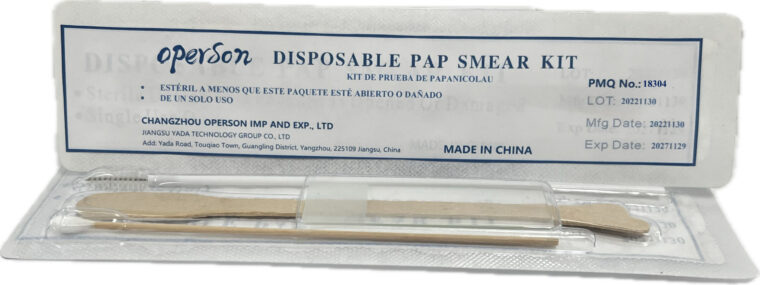 operson DISPOSABLE PAP SMEAR KIT
KIT DE PRUEBA DE PAPANICOLAU
: ESTÉRIL A MENOS QUE ESTE PAQUETE ESTÉ ABIERTO O DAÑADO
DE UN SOLO USO
CHANGZHOU OPERSON IMP AND EXP., LTD
JIANGSU YADA TECHNOLOGY GROUP CO., LTD
Add: Yada Road, Touqiao Town, Guangling District, Yangzhou, 225109 Jiangsu, China
MADE IN CHINA
PMQ No.: 18304
LOT: 20221130
Mfg Date: 20221130
Exp Date: 20271129